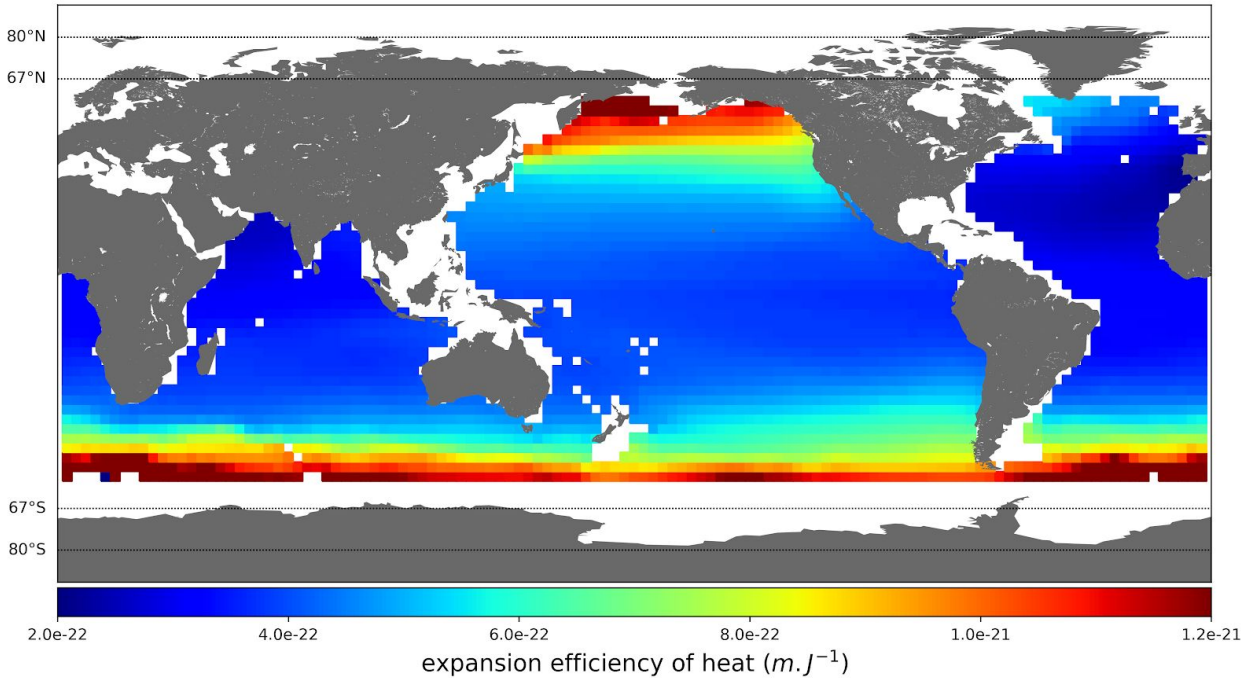 80°N
67°N
67°S
80°S
2.0e-22 4.0e-22 6.0e-22 8.0e-22 1.0e-21 1.2e-21
expansion efficiency of heat (m.J⁻¹)